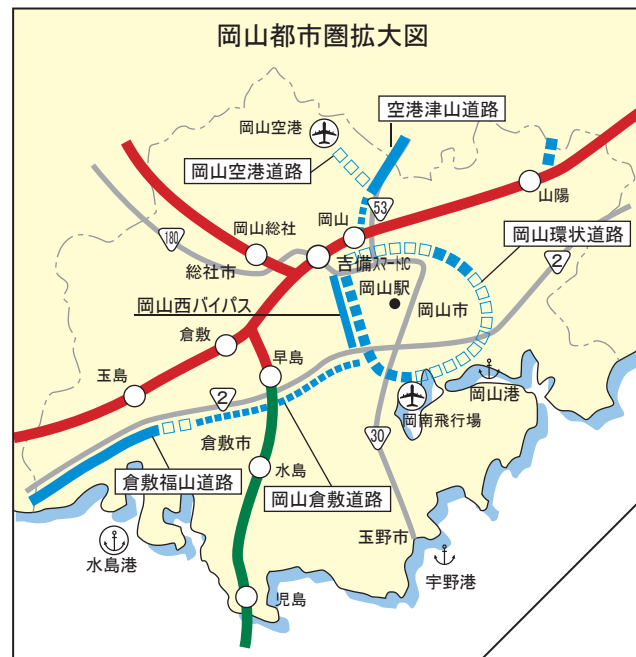 岡山都市圏拡大図
空港津山道路
岡山空港
岡山空港道路
山陽
53
岡山
岡山総社
180
岡山環状道路
吉備スマートIC
総社市
2
岡山駅
岡山西バイパス
岡山市
倉敷
早島
玉島
岡山港
2
岡南飛行場
30
倉敷市
水島
倉敷福山道路
岡山倉敷道路
玉野市
水島港
宇野港
児島